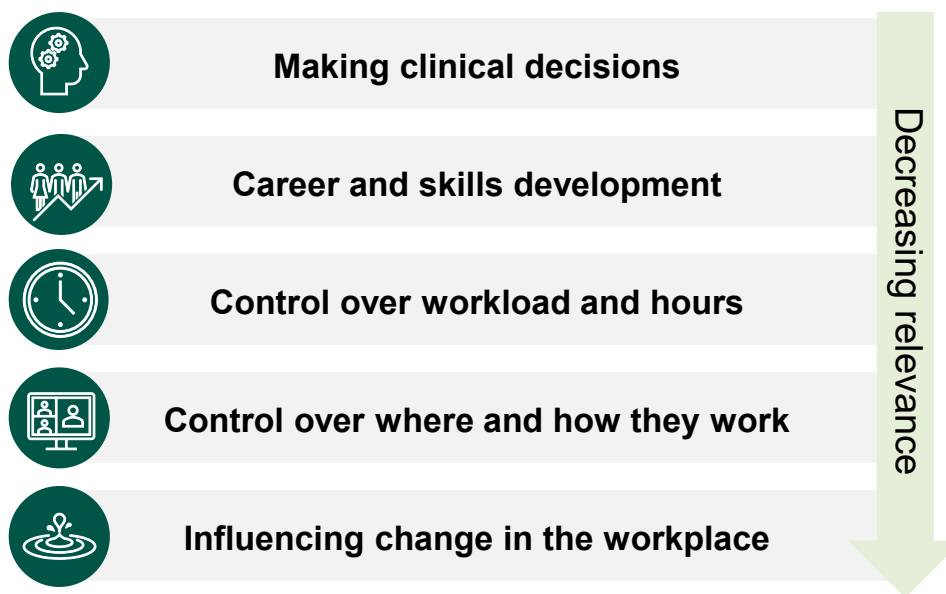 Making clinical decisions
Career and skills development
Control over workload and hours
Control over where and how they work
Influencing change in the workplace
Decreasing relevance